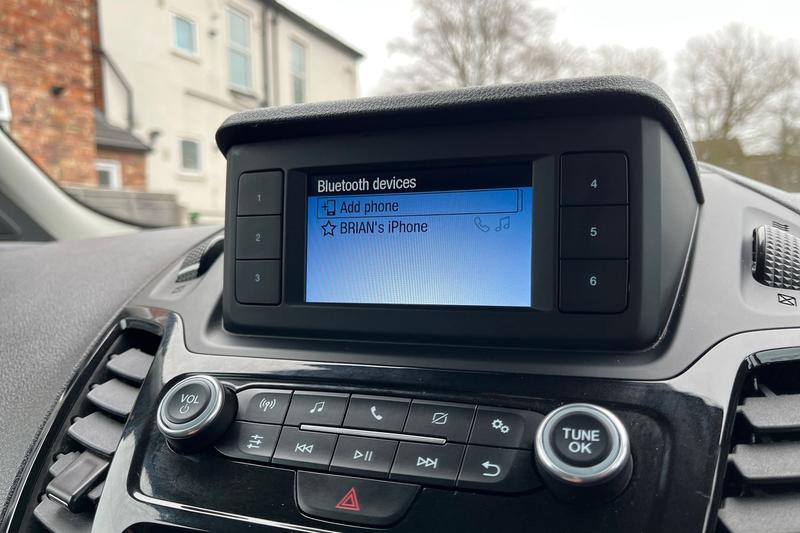 Bluetooth devices
Add phone
BRIAN's iPhone
1
2
3
4
5
6
VOL
TUNE
OK